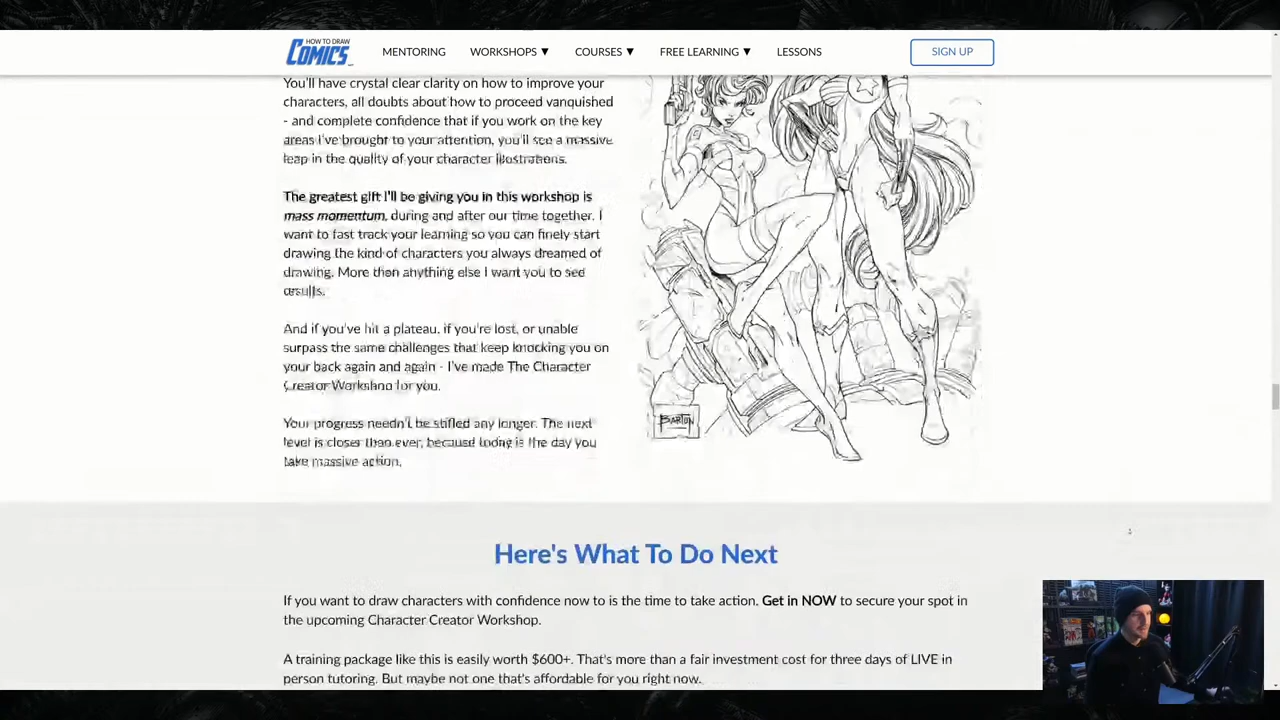 HOW TO DRAW
COMICS
MENTORING
WORKSHOPS ▼
COURSES ▼
FREE LEARNING ▼
LESSONS
SIGN UP
You'll have crystal clear clarity on how to improve your
characters, all doubts about how to proceed vanquished
- and complete confidence that if you work on the key
areas I've brought to your attention, you'll see a massive
leap in the quality of your character illustrations.
The greatest gift I'll be giving you in this workshop is
mass momentum, during and after our time together. I
want to fast track your learning so you can finely start
drawing the kind of characters you always dreamed of
drawing. More than anything else I want you to see
results.
And if you've hit a plateau, if you're lost, or unable
surpass the same challenges that keep knocking you on
your back again and again - I've made The Character
Creator Workshop for you.
Your progress needn't be stifled any longer. The next
level is closer than ever, because today is the day you
take massive action.
BARTON
Here's What To Do Next
If you want to draw characters with confidence now to is the time to take action. Get in NOW to secure your spot in
the upcoming Character Creator Workshop.
A training package like this is easily worth $600+. That's more than a fair investment cost for three days of LIVE in
person tutoring. But maybe not one that's affordable for you right now.